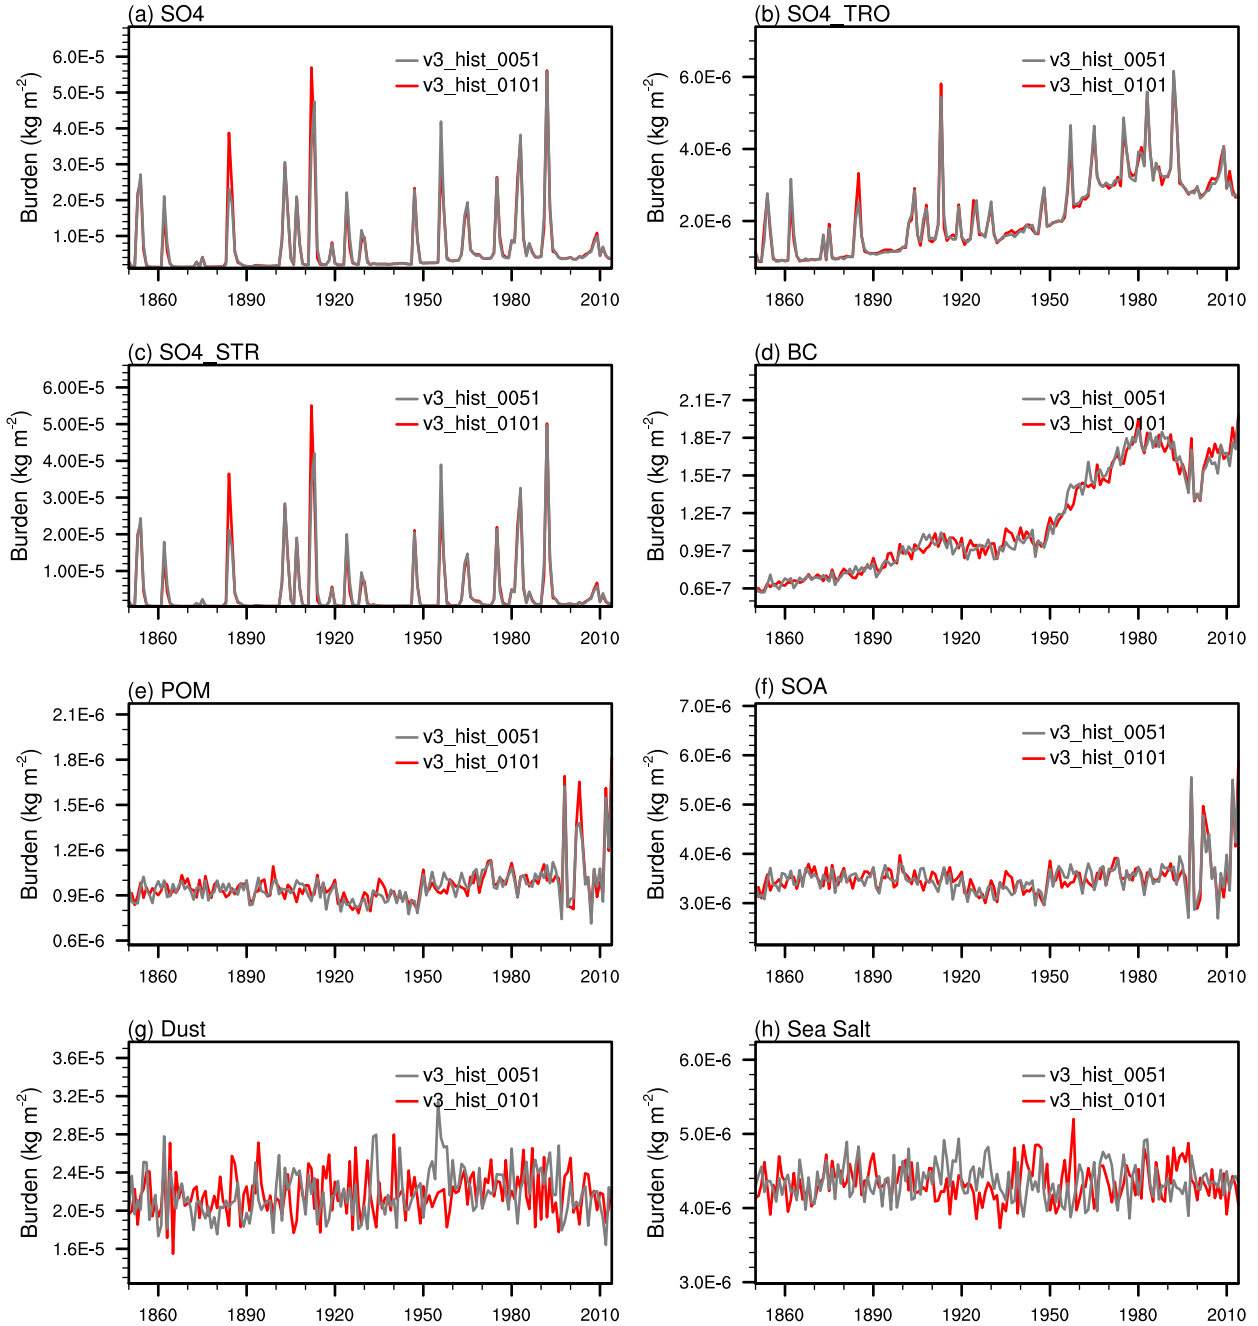 (a) SO4
Burden (kg m-2)
6.0E-5
5.0E-5
4.0E-5
3.0E-5
2.0E-5
1.0E-5
v3_hist_0051
v3_hist_0101
1860 1890 1920 1950 1980 2010
(b) SO4_TRO
Burden (kg m-2)
6.0E-6
4.0E-6
2.0E-6
v3_hist_0051
v3_hist_0101
1860 1890 1920 1950 1980 2010
(c) SO4_STR
Burden (kg m-2)
6.00E-5
5.00E-5
4.00E-5
3.00E-5
2.00E-5
1.00E-5
v3_hist_0051
v3_hist_0101
1860 1890 1920 1950 1980 2010
(d) BC
Burden (kg m-2)
2.1E-7
1.8E-7
1.5E-7
1.2E-7
0.9E-7
0.6E-7
v3_hist_0051
v3_hist_0101
1860 1890 1920 1950 1980 2010
(e) POM
Burden (kg m-2)
2.1E-6
1.8E-6
1.5E-6
1.2E-6
0.9E-6
0.6E-6
v3_hist_0051
v3_hist_0101
1860 1890 1920 1950 1980 2010
(f) SOA
Burden (kg m-2)
7.0E-6
6.0E-6
5.0E-6
4.0E-6
3.0E-6
v3_hist_0051
v3_hist_0101
1860 1890 1920 1950 1980 2010
(g) Dust
Burden (kg m-2)
3.6E-5
3.2E-5
2.8E-5
2.4E-5
2.0E-5
1.6E-5
v3_hist_0051
v3_hist_0101
1860 1890 1920 1950 1980 2010
(h) Sea Salt
Burden (kg m-2)
6.0E-6
5.0E-6
4.0E-6
3.0E-6
v3_hist_0051
v3_hist_0101
1860 1890 1920 1950 1980 2010